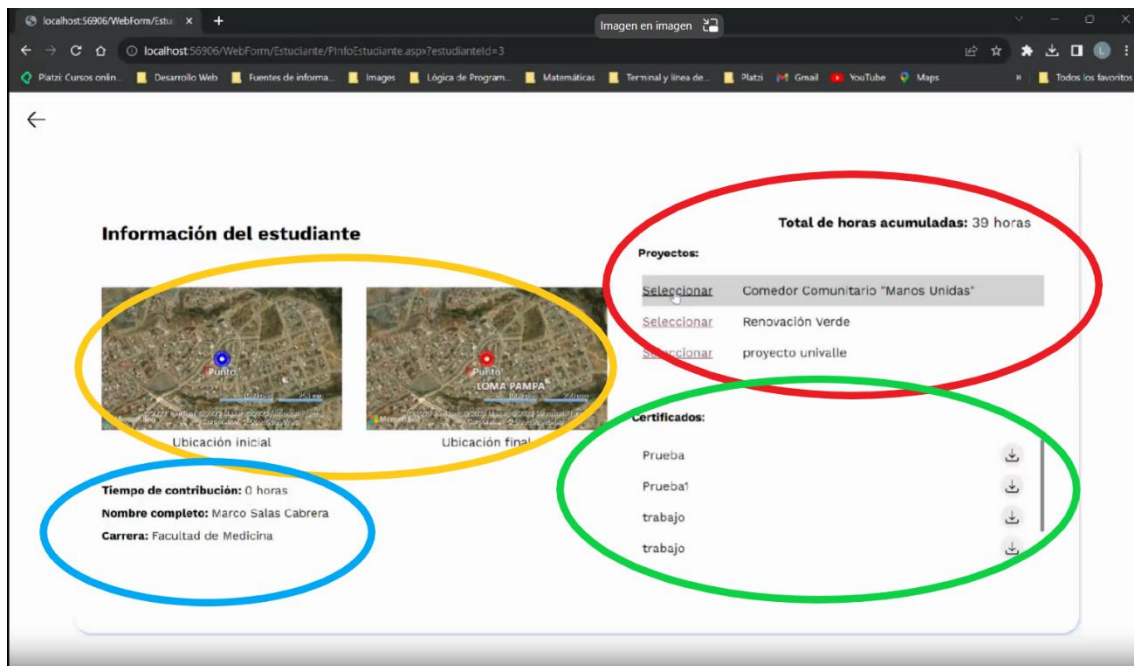 localhost:56906/WebForm/Estu
Imagen en imagen
localhost:56906/WebForm/Estuciante/PInfoEstudiante.aspx?estudianteId=3
Platzi: Cursos onlin...
Desarrollo Web
Fuentes de informa...
Images
Lógica de Program...
Matemáticas
Terminal y línea de...
Platzi
Gmail
YouTube
Maps
»
Todos los favoritos
Información del estudiante
Punto
Punto
LOMA PAMPA
Ubicación inicial
Ubicación final
Tiempo de contribución: 0 horas
Nombre completo: Marco Salas Cabrera
Carrera: Facultad de Medicina
Total de horas acumuladas: 39 horas
Proyectos:
Seleccionar Comedor Comunitario "Manos Unidas"
Seleccionar Renovación Verde
Seleccionar proyecto univalle
Certificados:
Prueba
Prueba1
trabajo
trabajo